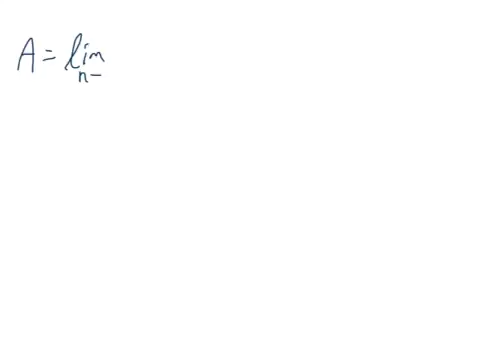 A = lim
n–